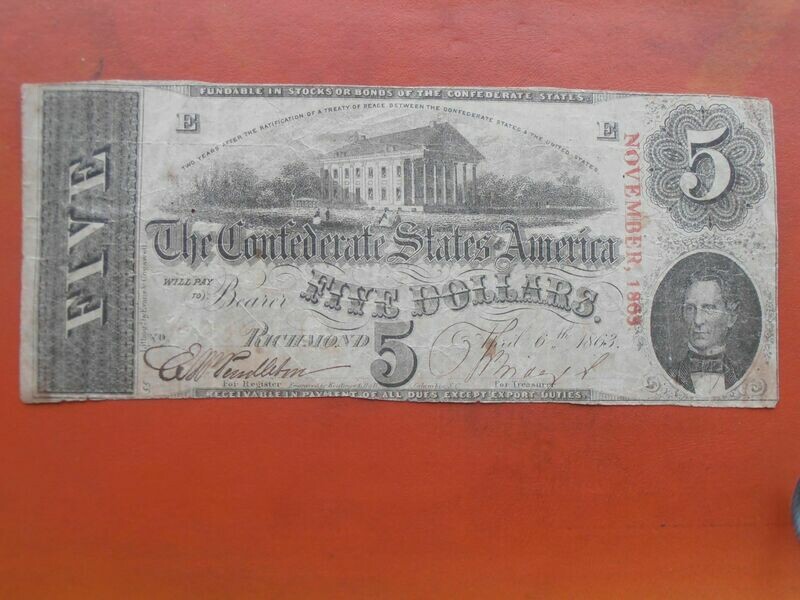 FUNDABLE IN STOCKS OR BONDS OF THE CONFEDERATE STATES.
E
E
5
TWO YEARS AFTER THE RATIFICATION OF A TREATY OF PEACE BETWEEN THE CONFEDERATE STATES & THE UNITED STATES
FIVE
NOVEMBER, 1863
The Confederate States of America
WILL PAY TO Bearer FIVE DOLLARS.
NO
RICHMOND 5 April 6th 1863.
For Register
For Treasurer
RECEIVABLE IN PAYMENT OF ALL DUES EXCEPT EXPORT DUTIES.